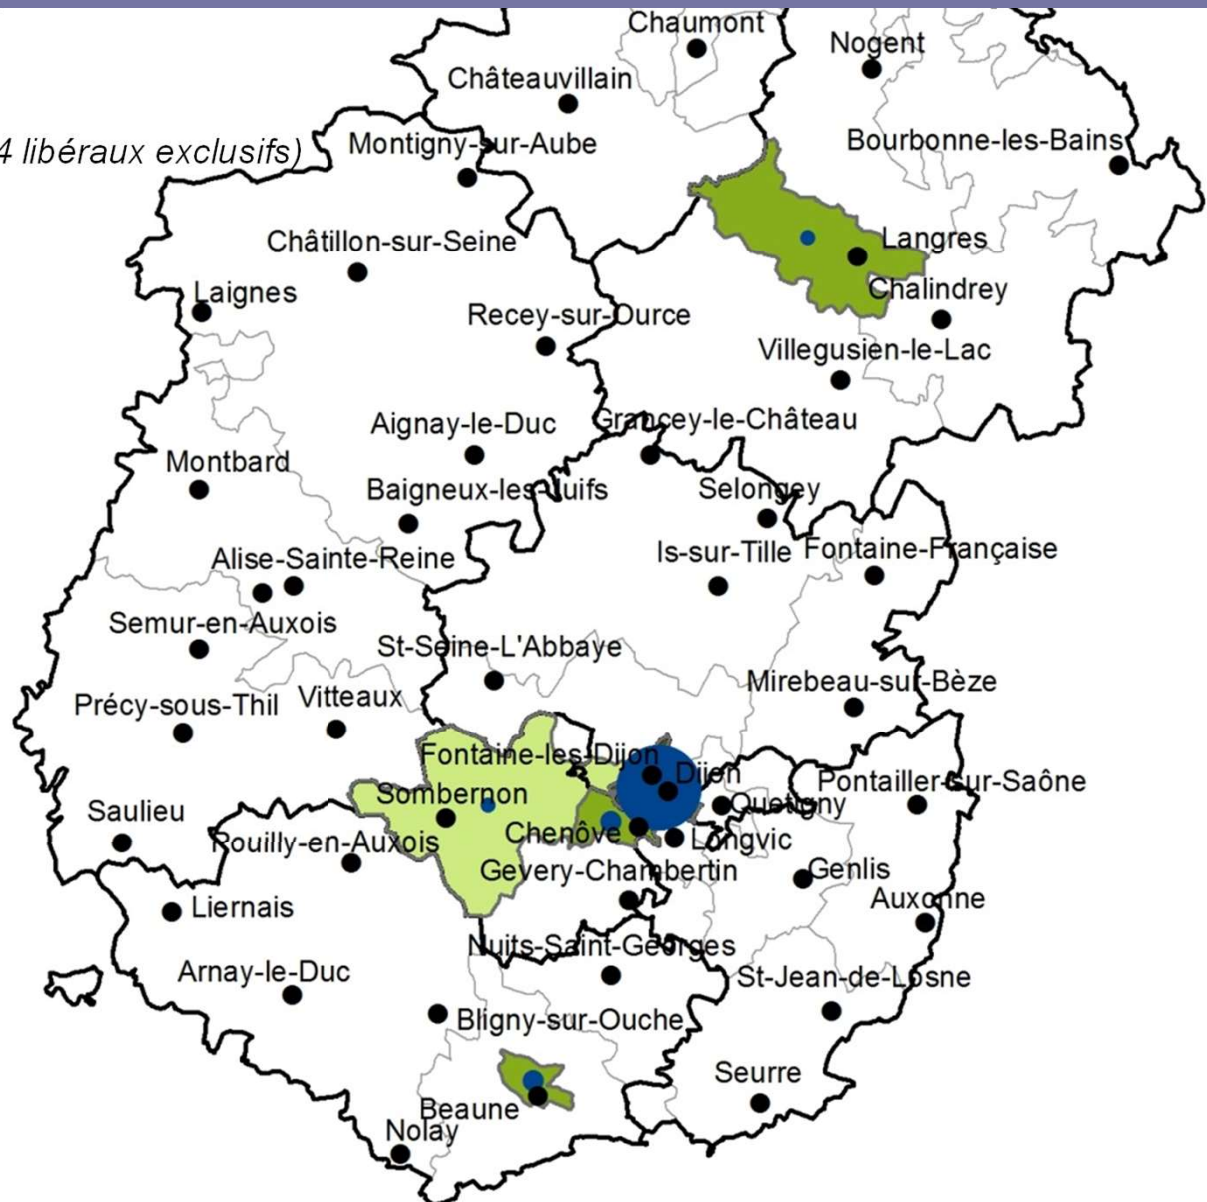 Chaumont
Nogent
Châteauvillain
4 libéraux exclusifs)
Montigny-sur-Aube
Bourbonne-les-Bains
Châtillon-sur-Seine
Langres
Laignes
Chalindrey
Recey-sur-Ource
Villegusien-le-Lac
Aignay-le-Duc
Grancey-le-Château
Montbard
Baigneux-les-Juifs
Selongey
Alise-Sainte-Reine
Is-sur-Tille
Fontaine-Française
Semur-en-Auxois
St-Seine-L'Abbaye
Mirebeau-sur-Bèze
Précy-sous-Thil
Vitteaux
Fontaine-les-Dijon
Dijon
Pontailler-sur-Saône
Sombernon
Quetigny
Saulieu
Chenôve
Longvic
Pouilly-en-Auxois
Gevery-Chambertin
Genlis
Auxonne
Liernais
Nuits-Saint-Georges
Arnay-le-Duc
St-Jean-de-Losne
Bligny-sur-Ouche
Seurre
Beaune
Nolay